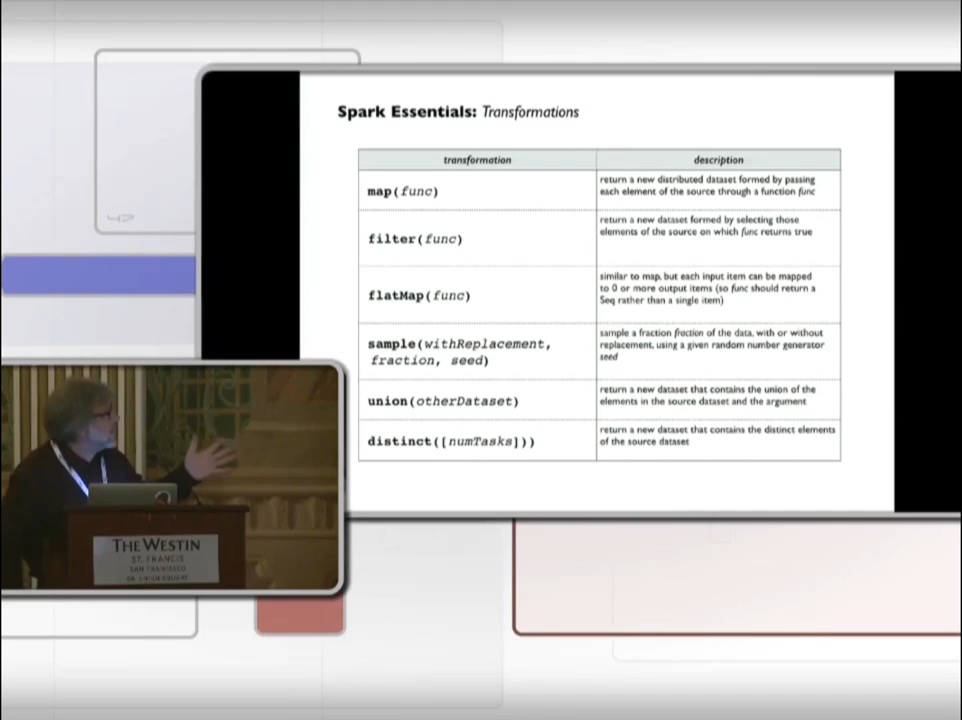 Spark Essentials: Transformations
transformation
description
map(func)
return a new distributed dataset formed by passing
each element of the source through a function func
filter(func)
return a new dataset formed by selecting those
elements of the source on which func returns true
flatMap(func)
similar to map, but each input item can be mapped
to 0 or more output items (so func should return a
Seq rather than a single item)
sample(withReplacement,
fraction, seed)
sample a fraction fraction of the data, with or without
replacement, using a given random number generator
seed
union(otherDataset)
return a new dataset that contains the union of the
elements in the source dataset and the argument
distinct([numTasks]))
return a new dataset that contains the distinct elements
of the source dataset
THE WESTIN
ST. FRANCIS
SAN FRANCISCO
ON UNION SQUARE